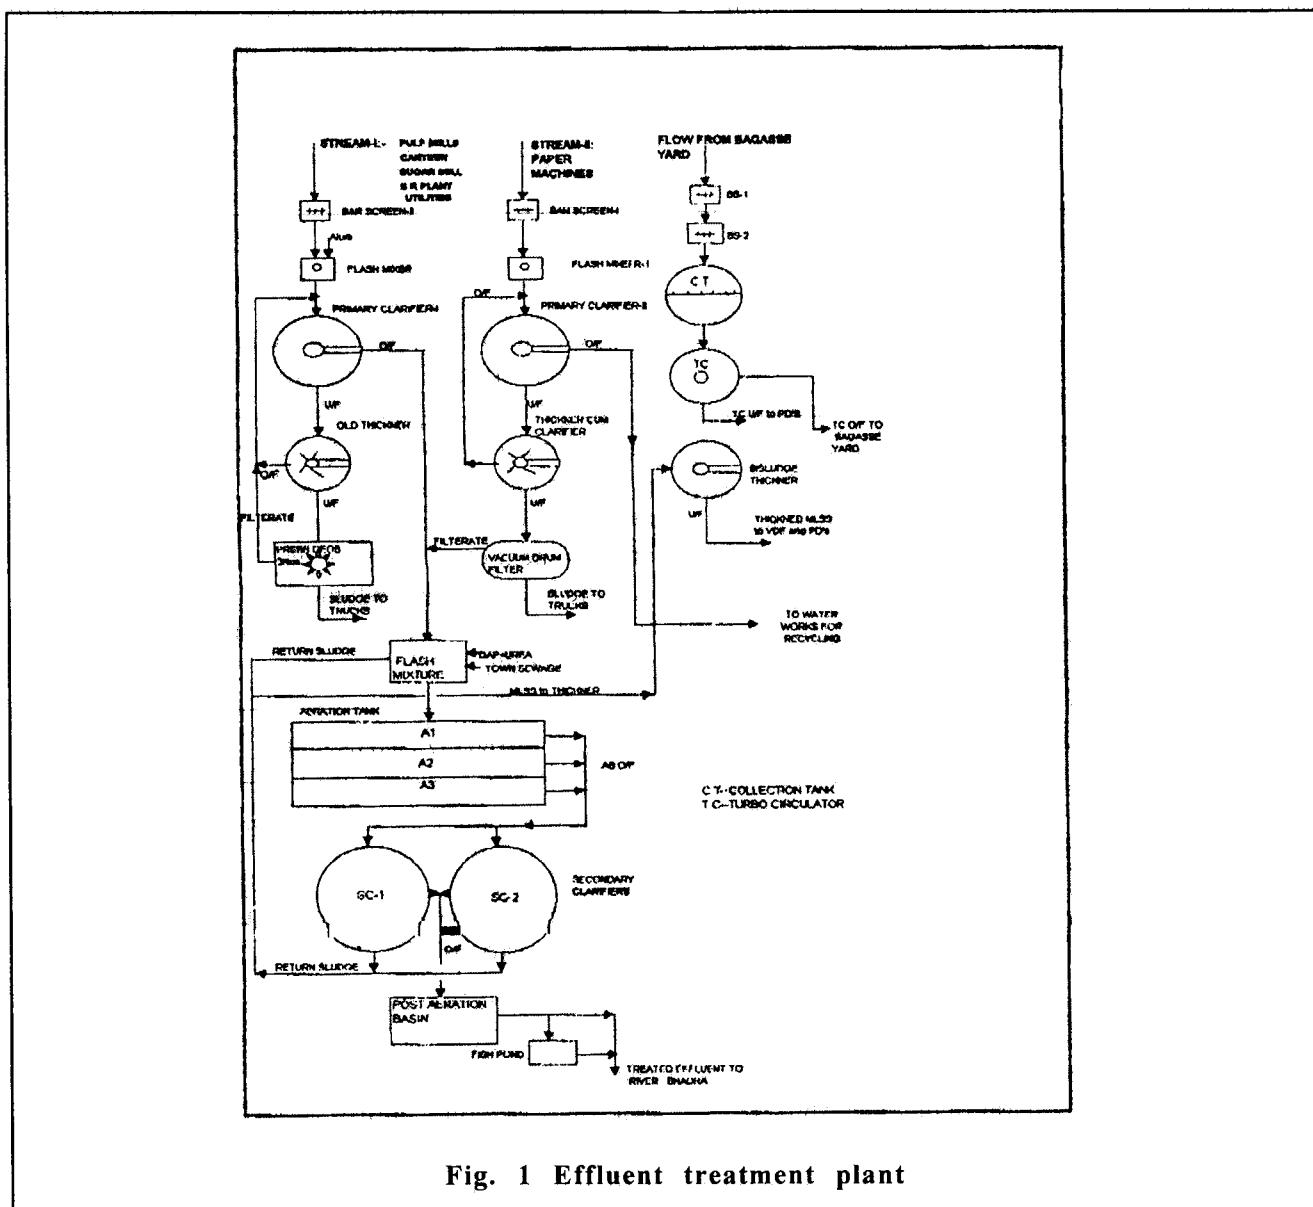 STREAM-I:- PULP MILLS
CANTEEN
SUGAR MILL
S R PLANT
UTILITIES
STREAM-II:
PAPER
MACHINES
FLOW FROM BAGASSE
YARD
BAR SCREEN-II
BAR SCREEN-I
BS-1
BS-2
Alum
FLASH MIXER
FLASH MIXER-1
C T
O/F
PRIMARY CLARIFIER-I
PRIMARY CLARIFIER-II
O/F
O/F
TC
U/F
U/F
TC U/F to PD'S
TC O/F TO
BAGASSE
YARD
OLD THICKNER
THICKNER CUM
CLARIFIER
BISLUDGE
THICKNER
O/F
U/F
U/F
U/F
THICKNED MLSS
to VDF and PD'S
FILTERATE
FILTERATE
VACUUM DRUM
FILTER
SLUDGE TO
TRUCKS
SLUDGE TO
TRUCKS
TO WATER
WORKS FOR
RECYCLING
RETURN SLUDGE
FLASH
MIXTURE
DAP+UREA
TOWN SEWAGE
MLSS to THICKNER
AERATION TANK
A1
A2
A3
AB O/F
C T--COLLECTION TANK
T C--TURBO CIRCULATOR
SC-1
SC-2
SECONDARY
CLARIFIERS
O/F
RETURN SLUDGE
POST AERATION
BASIN
FISH POND
TREATED EFFLUENT TO
RIVER BHADRA
Fig. 1 Effluent treatment plant